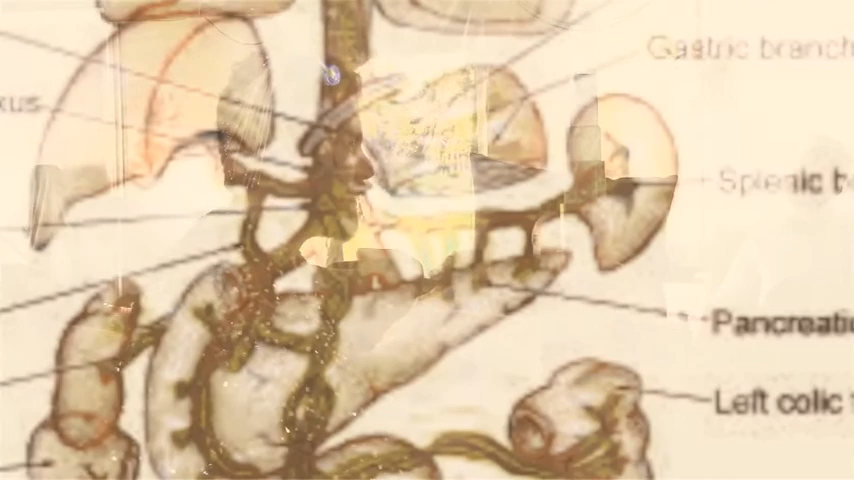 Gastric branch
xus
Splenic b
Pancreatic
Left colic